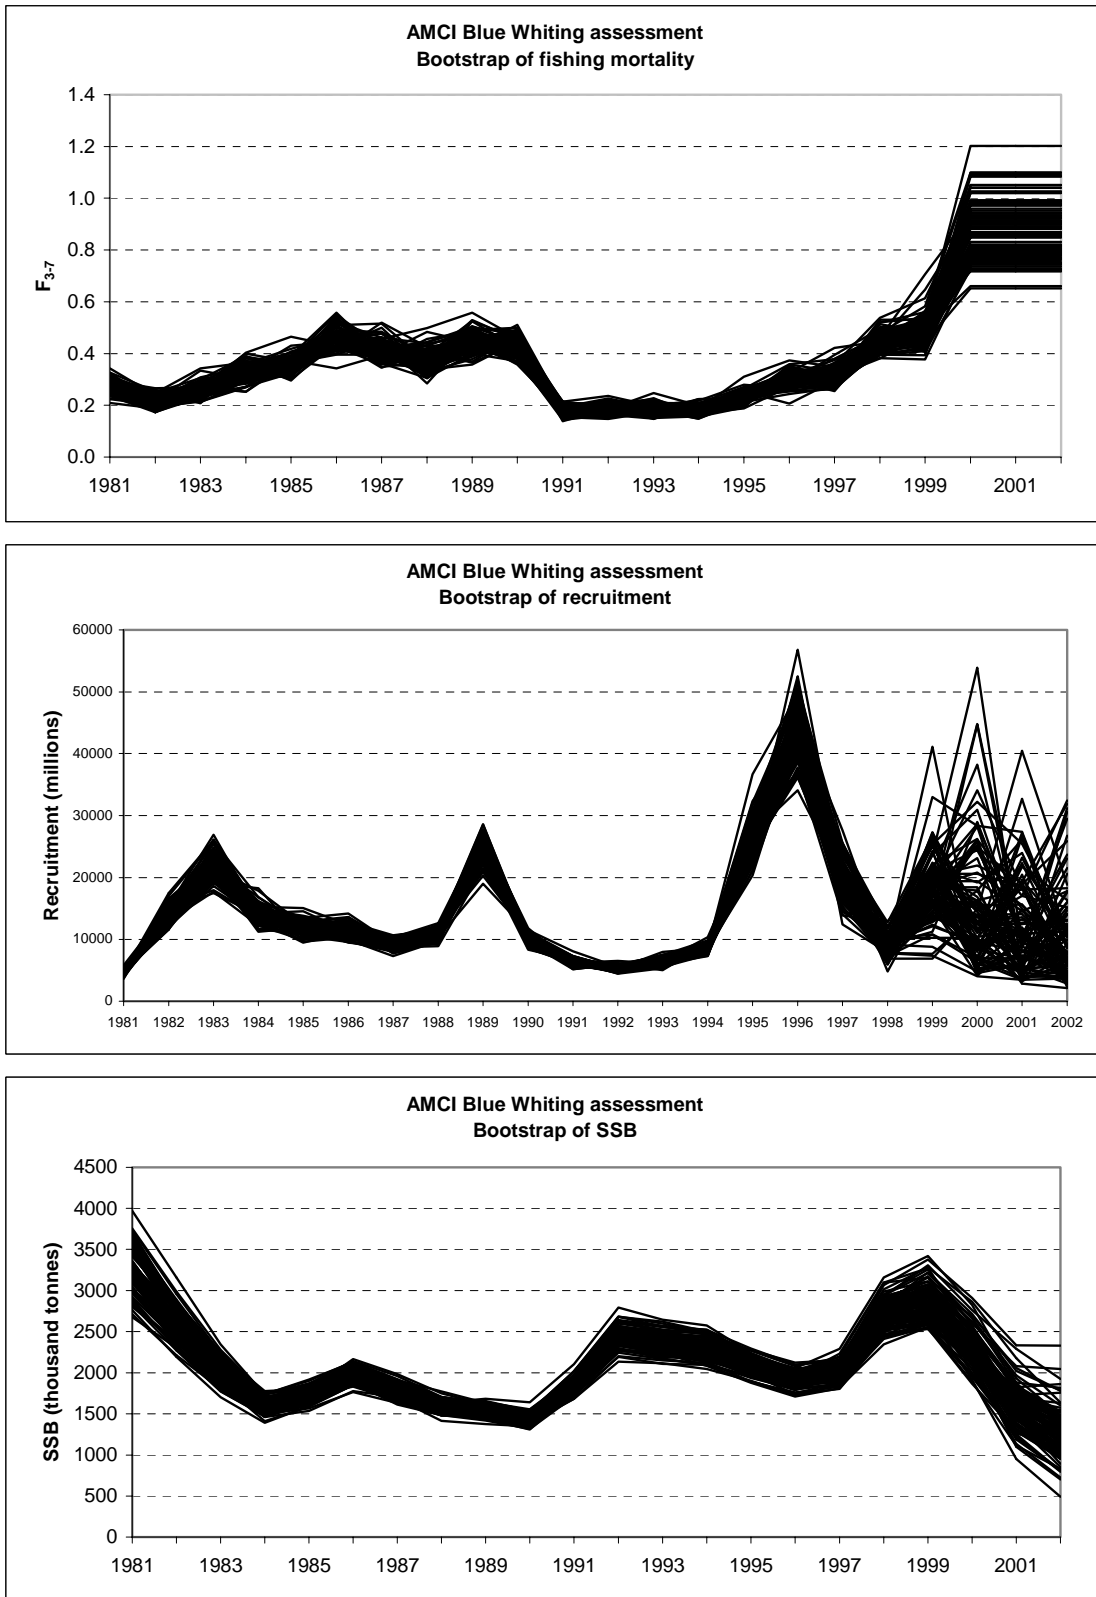 AMCI Blue Whiting assessment
Bootstrap of fishing mortality
1.4
1.2
1.0
0.8
0.6
0.4
0.2
0.0
F3-7
1981 1983 1985 1987 1989 1991 1993 1995 1997 1999 2001
AMCI Blue Whiting assessment
Bootstrap of recruitment
60000
50000
40000
30000
20000
10000
0
Recruitment (millions)
1981 1982 1983 1984 1985 1986 1987 1988 1989 1990 1991 1992 1993 1994 1995 1996 1997 1998 1999 2000 2001 2002
AMCI Blue Whiting assessment
Bootstrap of SSB
4500
4000
3500
3000
2500
2000
1500
1000
500
0
SSB (thousand tonnes)
1981 1983 1985 1987 1989 1991 1993 1995 1997 1999 2001